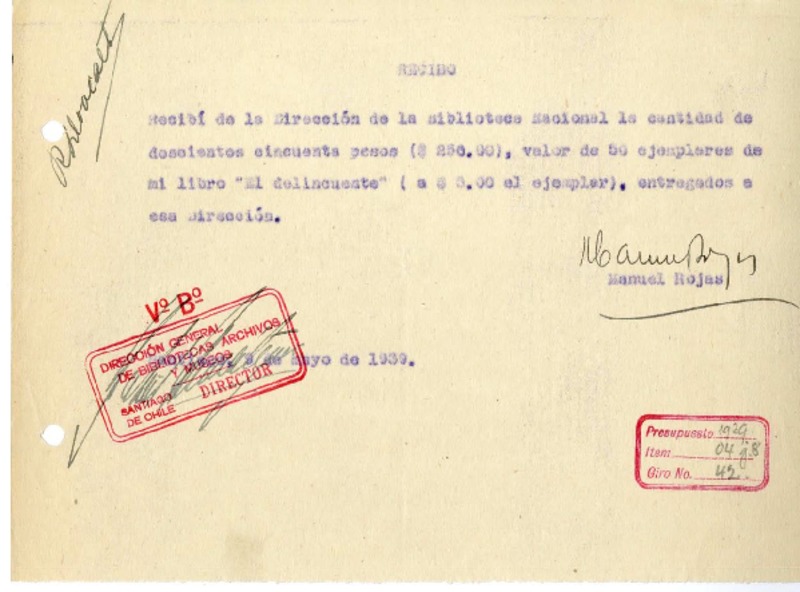 RECIBO
Recibí de la Dirección de la Biblioteca Nacional la cantidad de
doscientos cincuenta pesos ($ 250.00), valor de 50 ejemplares de
mi libro "El delincuente" ( a $ 5.00 el ejemplar), entregados a
esa Dirección.
Manuel Rojas
Manuel Rojas
Vº Bº
DIRECCIÓN GENERAL
DE BIBLIOTECAS ARCHIVOS
Y MUSEOS
DIRECTOR
SANTIAGO
DE CHILE
de mayo de 1939.
Presupuesto 1929
Item 04 j.8
Giro No. 42.